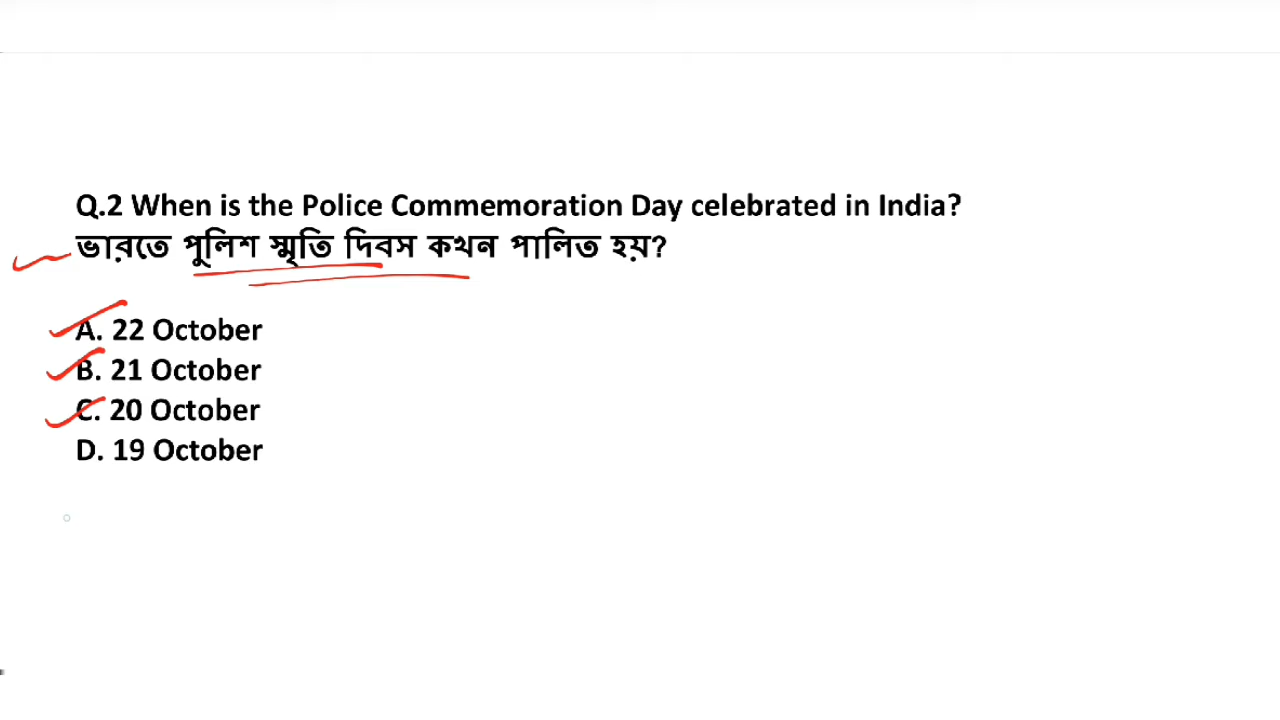 Q.2 When is the Police Commemoration Day celebrated in India?
ভারতে পুলিশ স্মৃতি দিবস কখন পালিত হয়?
A. 22 October
B. 21 October
C. 20 October
D. 19 October